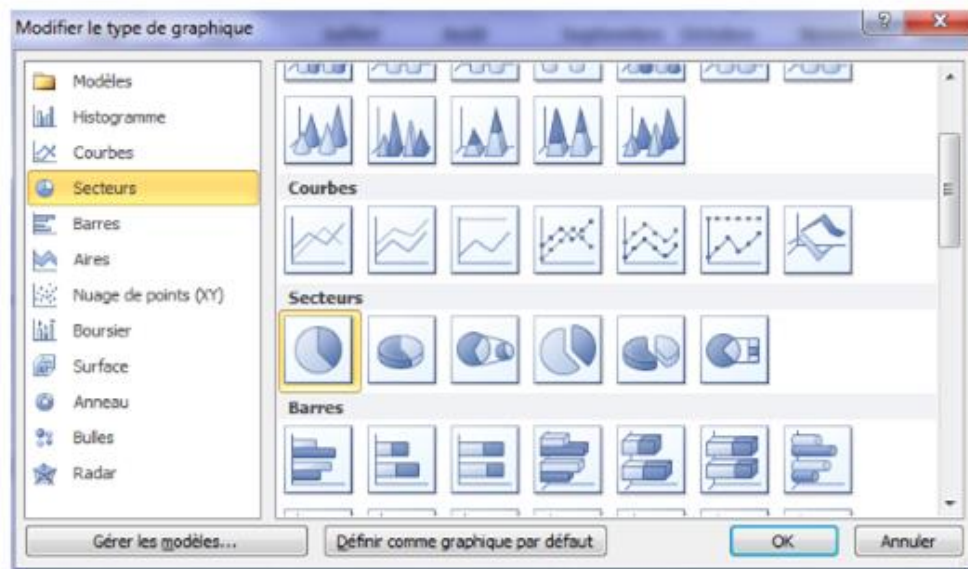 Modifier le type de graphique
Modèles
Histogramme
Courbes
Secteurs
Barres
Aires
Nuage de points (XY)
Boursier
Surface
Anneau
Bulles
Radar
Courbes
Secteurs
Barres
Gérer les modèles...
Définir comme graphique par défaut
OK
Annuler